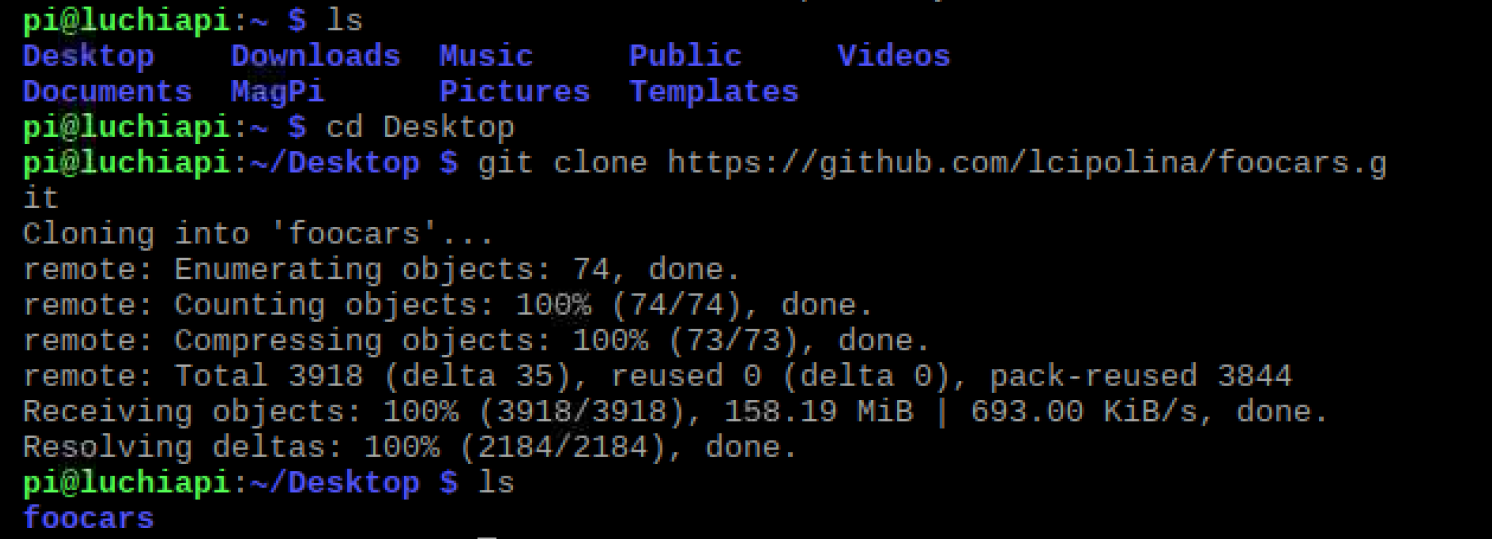 pi@luchiapi:~ $ ls
Desktop    Downloads  Music     Public     Videos
Documents  MagPi      Pictures  Templates
pi@luchiapi:~ $ cd Desktop
pi@luchiapi:~/Desktop $ git clone https://github.com/lcipolina/foocars.g
it
Cloning into 'foocars'...
remote: Enumerating objects: 74, done.
remote: Counting objects: 100% (74/74), done.
remote: Compressing objects: 100% (73/73), done.
remote: Total 3918 (delta 35), reused 0 (delta 0), pack-reused 3844
Receiving objects: 100% (3918/3918), 158.19 MiB | 693.00 KiB/s, done.
Resolving deltas: 100% (2184/2184), done.
pi@luchiapi:~/Desktop $ ls
foocars